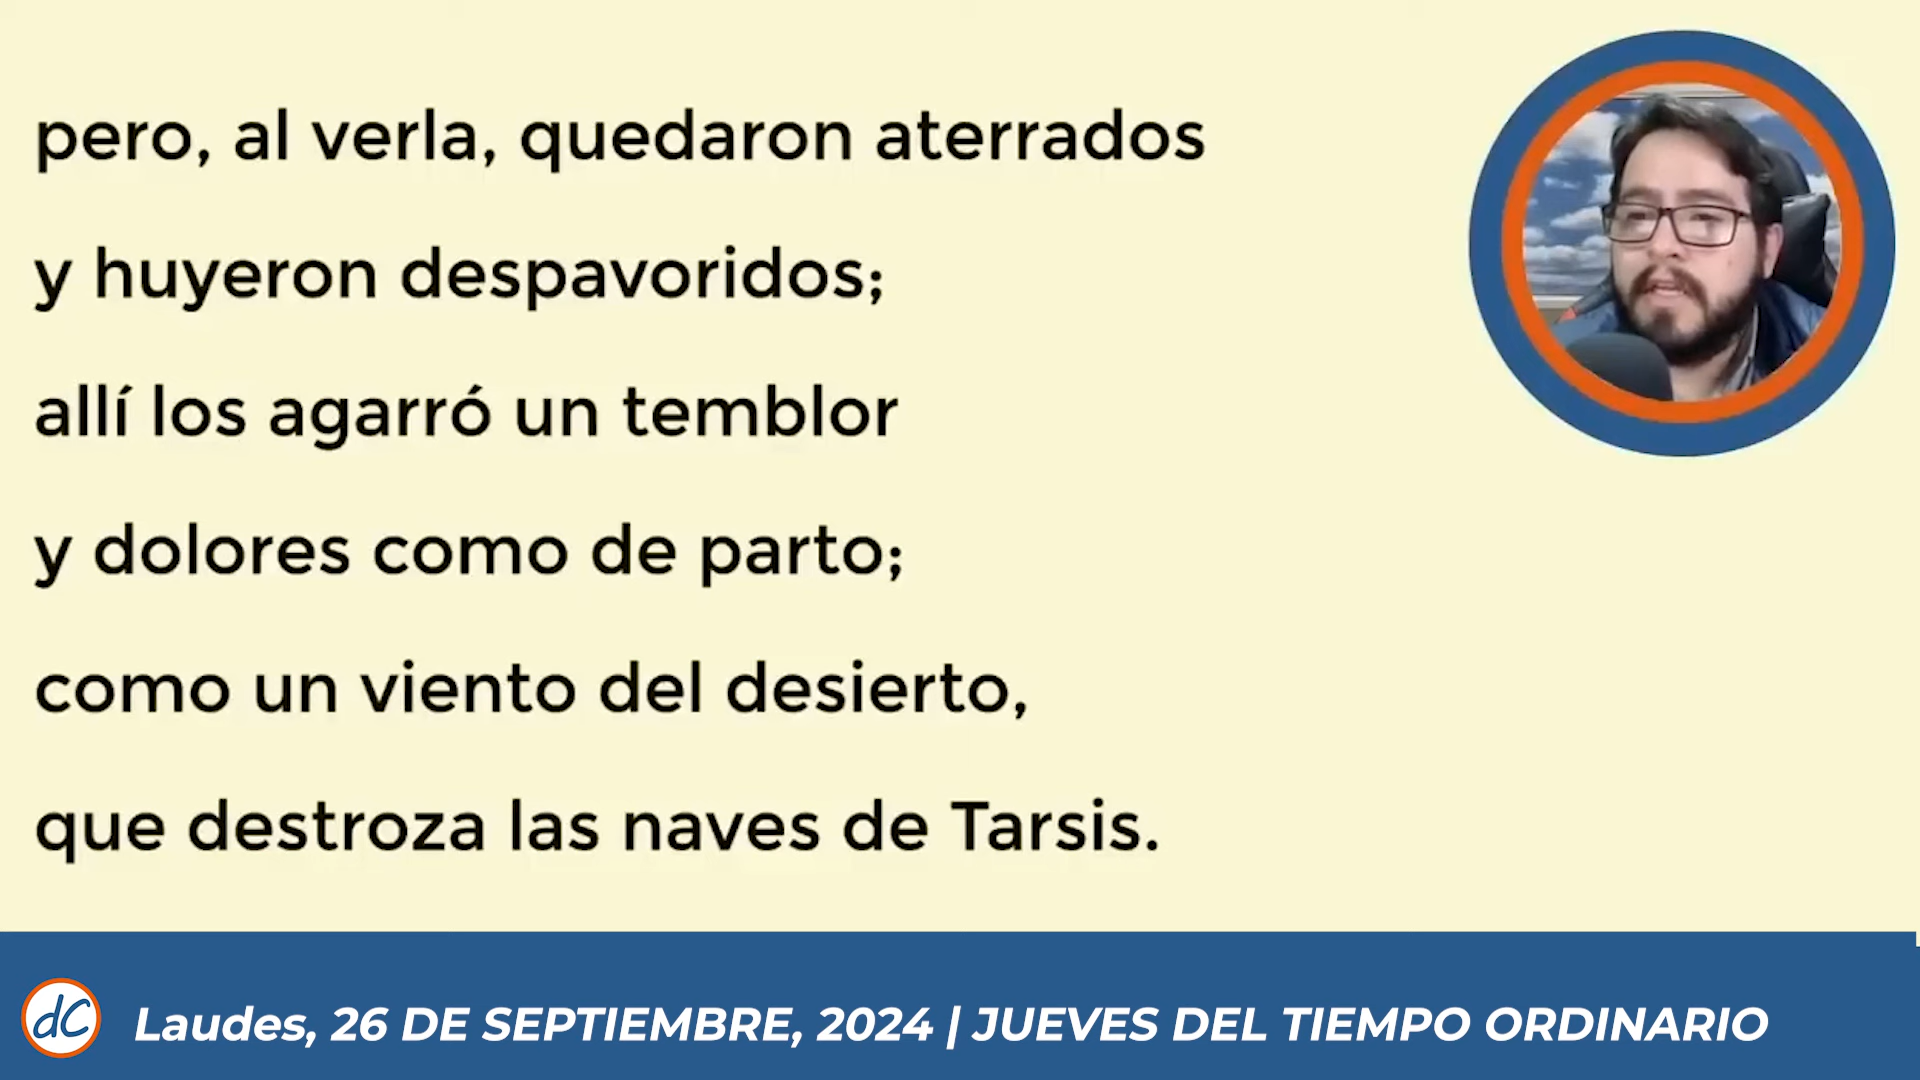 pero, al verla, quedaron aterrados
y huyeron despavoridos;
allí los agarró un temblor
y dolores como de parto;
como un viento del desierto,
que destroza las naves de Tarsis.
dC Laudes, 26 DE SEPTIEMBRE, 2024 | JUEVES DEL TIEMPO ORDINARIO